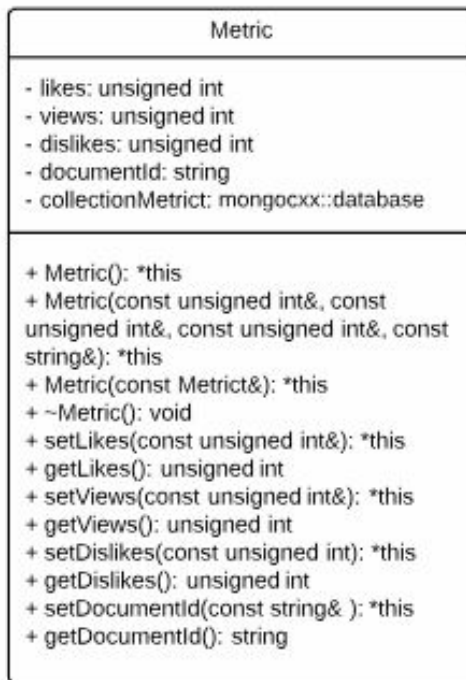 Metric
- likes: unsigned int
- views: unsigned int
- dislikes: unsigned int
- documentId: string
- collectionMetrict: mongocxx::database
+ Metric(): *this
+ Metric(const unsigned int&, const
unsigned int&, const unsigned int&, const
string&): *this
+ Metric(const Metrict&): *this
+ ~Metric(): void
+ setLikes(const unsigned int&): *this
+ getLikes(): unsigned int
+ setViews(const unsigned int&): *this
+ getViews(): unsigned int
+ setDislikes(const unsigned int): *this
+ getDislikes(): unsigned int
+ setDocumentId(const string& ): *this
+ getDocumentId(): string